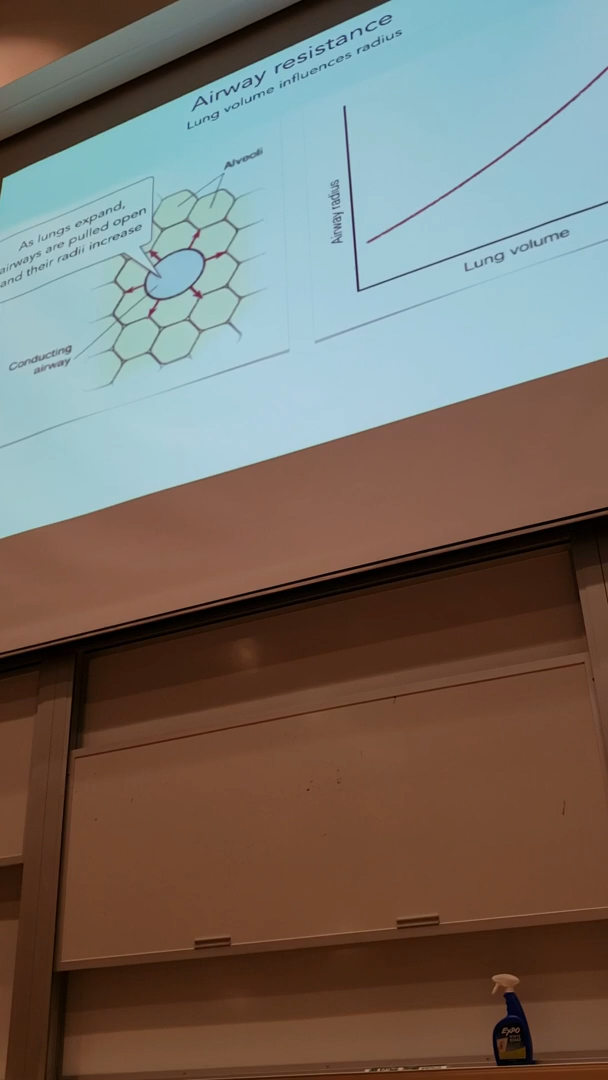 Airway resistance
Lung volume influences radius
Alveoli
As lungs expand,
airways are pulled open
and their radii increase
Conducting
airway
Airway radius
Lung volume
EXPO